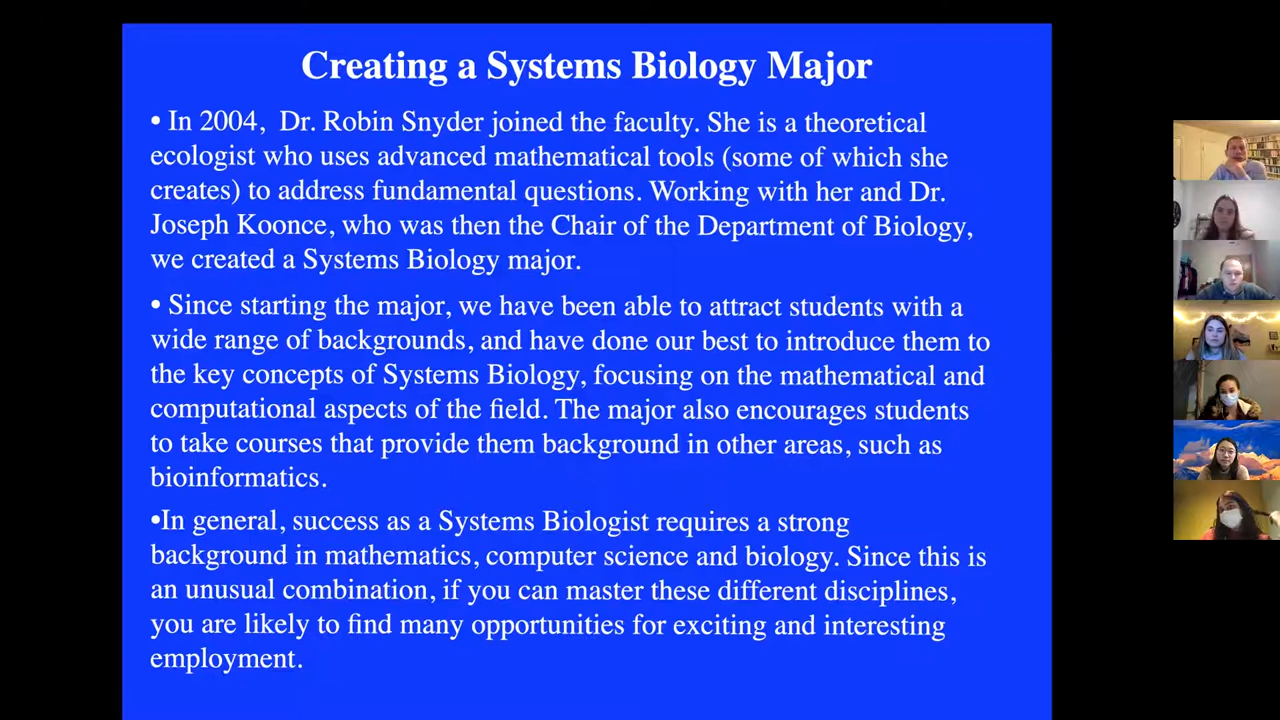 Creating a Systems Biology Major
• In 2004, Dr. Robin Snyder joined the faculty. She is a theoretical
ecologist who uses advanced mathematical tools (some of which she
creates) to address fundamental questions. Working with her and Dr.
Joseph Koonce, who was then the Chair of the Department of Biology,
we created a Systems Biology major.
• Since starting the major, we have been able to attract students with a
wide range of backgrounds, and have done our best to introduce them to
the key concepts of Systems Biology, focusing on the mathematical and
computational aspects of the field. The major also encourages students
to take courses that provide them background in other areas, such as
bioinformatics.
•In general, success as a Systems Biologist requires a strong
background in mathematics, computer science and biology. Since this is
an unusual combination, if you can master these different disciplines,
you are likely to find many opportunities for exciting and interesting
employment.